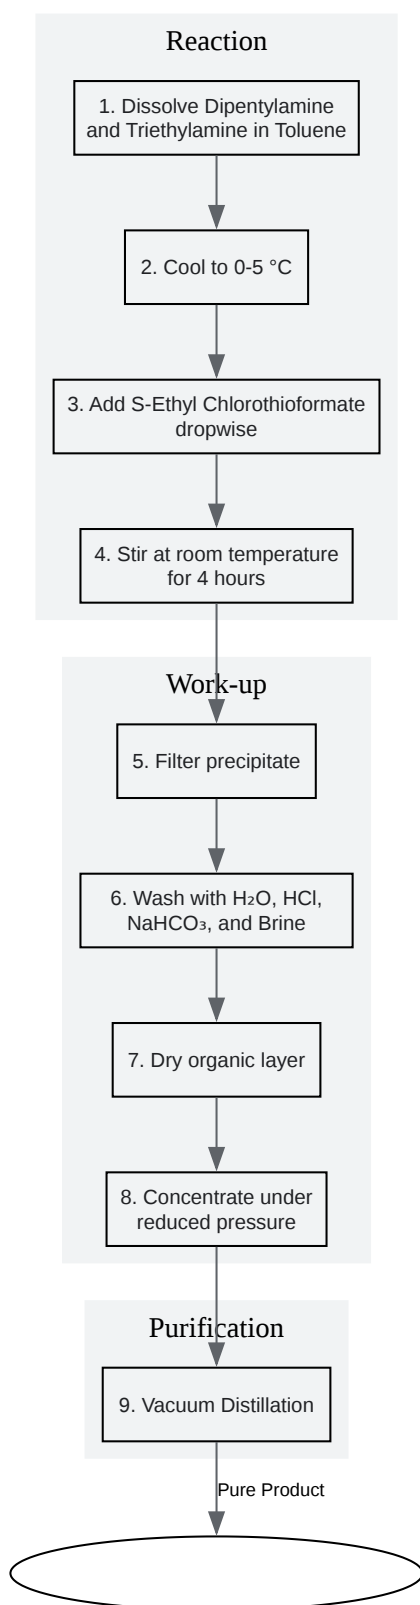 Reaction
1. Dissolve Dipentylamine
and Triethylamine in Toluene
2. Cool to 0-5 °C
3. Add S-Ethyl Chlorothioformate
dropwise
4. Stir at room temperature
for 4 hours
Work-up
5. Filter precipitate
6. Wash with H₂O, HCl,
NaHCO₃, and Brine
7. Dry organic layer
8. Concentrate under
reduced pressure
Purification
9. Vacuum Distillation
Pure Product